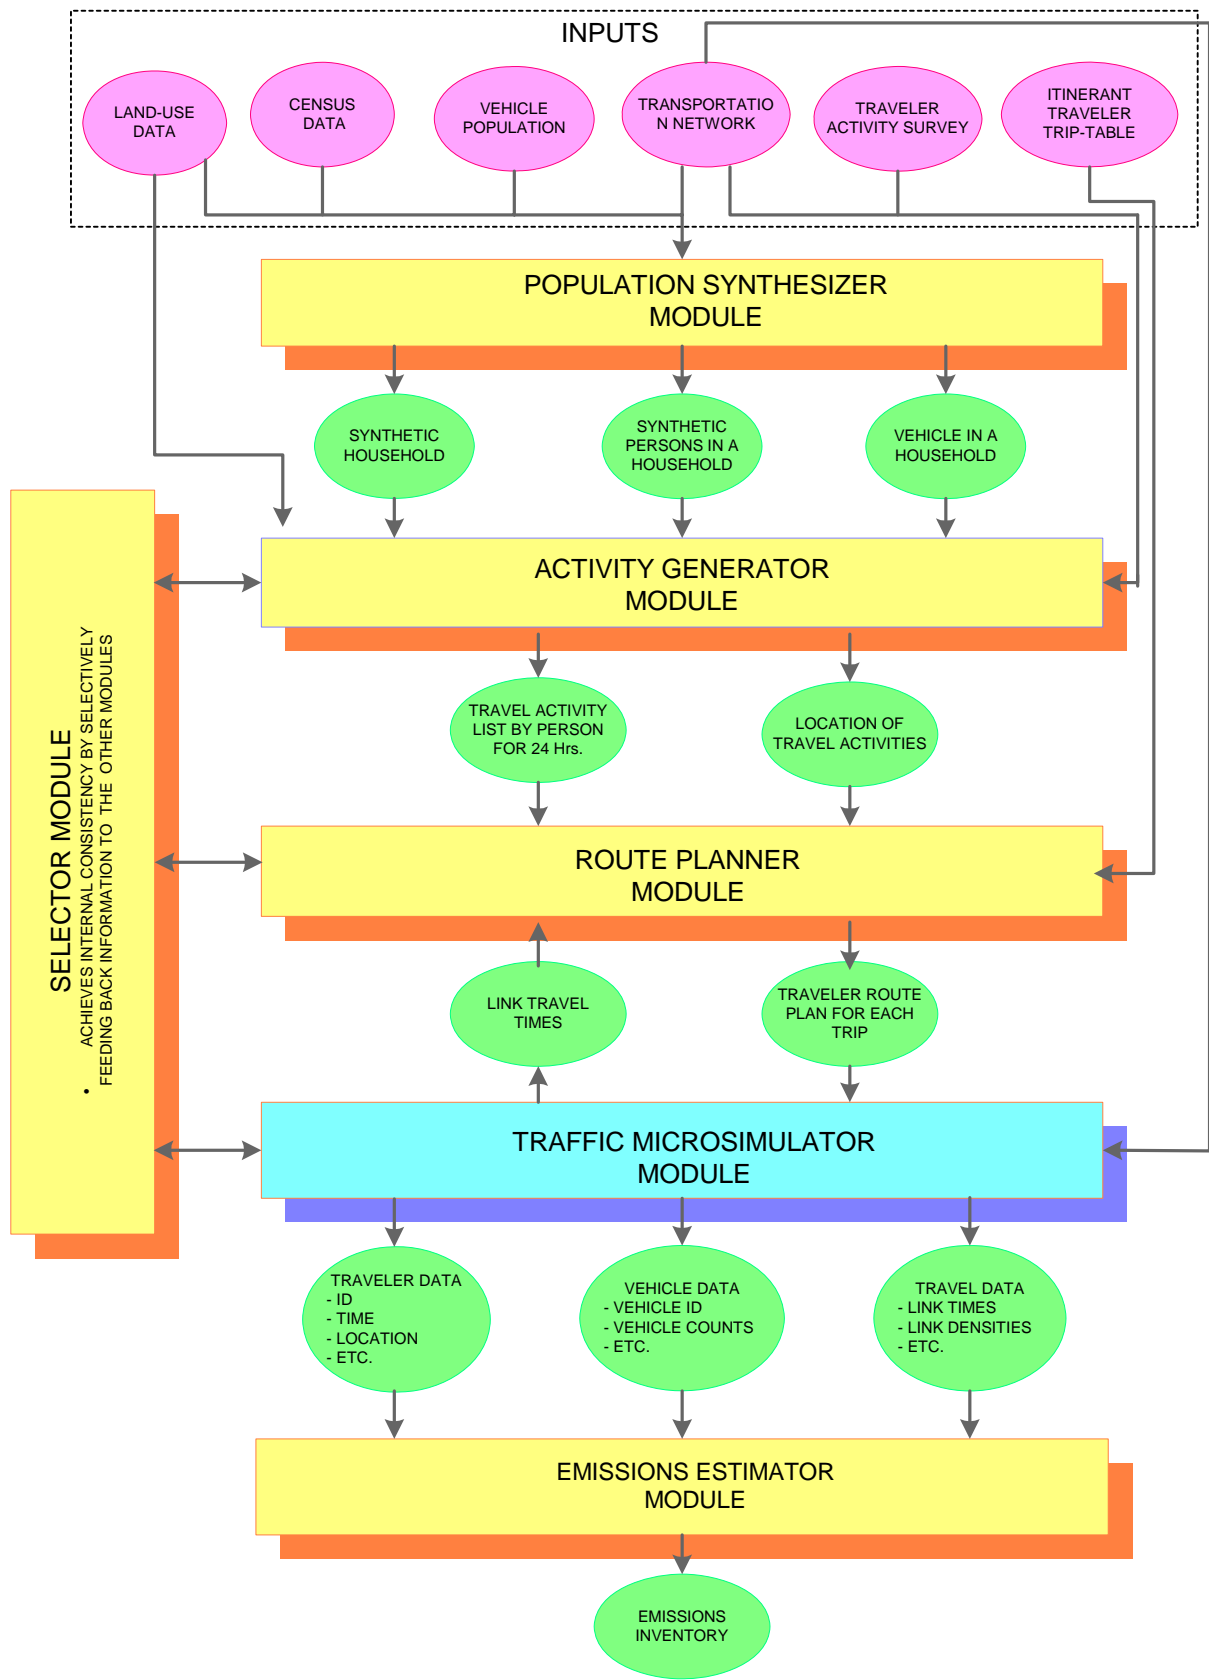 INPUTS
LAND-USE
DATA
CENSUS
DATA
VEHICLE
POPULATION
TRANSPORTATIO
N NETWORK
TRAVELER
ACTIVITY SURVEY
ITINERANT
TRAVELER
TRIP-TABLE
POPULATION SYNTHESIZER
MODULE
SYNTHETIC
HOUSEHOLD
SYNTHETIC
PERSONS IN A
HOUSEHOLD
VEHICLE IN A
HOUSEHOLD
ACTIVITY GENERATOR
MODULE
SELECTOR MODULE
• ACHIEVES INTERNAL CONSISTENCY BY SELECTIVELY
FEEDING BACK INFORMATION TO THE OTHER MODULES
TRAVEL ACTIVITY
LIST BY PERSON
FOR 24 Hrs.
LOCATION OF
TRAVEL ACTIVITIES
ROUTE PLANNER
MODULE
LINK TRAVEL
TIMES
TRAVELER ROUTE
PLAN FOR EACH
TRIP
TRAFFIC MICROSIMULATOR
MODULE
TRAVELER DATA
- ID
- TIME
- LOCATION
- ETC.
VEHICLE DATA
- VEHICLE ID
- VEHICLE COUNTS
- ETC.
TRAVEL DATA
- LINK TIMES
- LINK DENSITIES
- ETC.
EMISSIONS ESTIMATOR
MODULE
EMISSIONS
INVENTORY